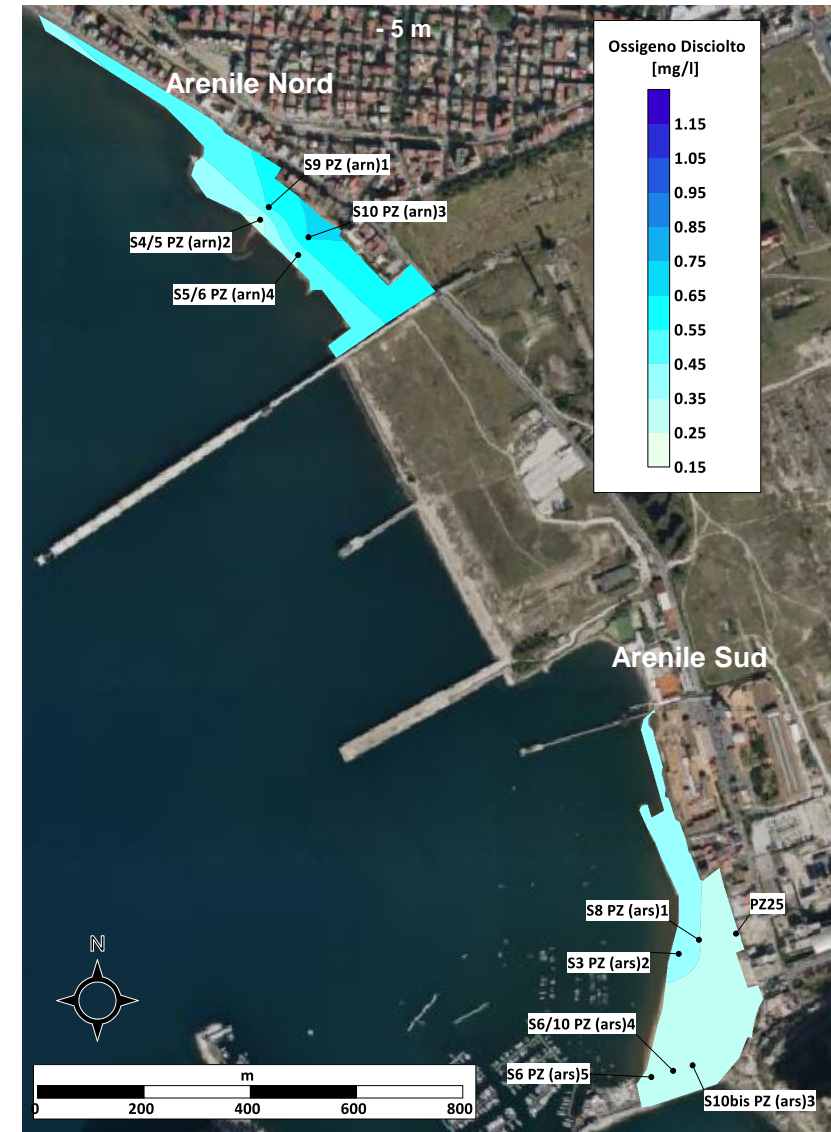 - 5 m
Arenile Nord
Ossigeno Disciolto
[mg/l]
1.15
1.05
0.95
0.85
0.75
0.65
0.55
0.45
0.35
0.25
0.15
S9 PZ (arn)1
S10 PZ (arn)3
S4/5 PZ (arn)2
S5/6 PZ (arn)4
Arenile Sud
S8 PZ (ars)1
PZ25
S3 PZ (ars)2
S6/10 PZ (ars)4
S6 PZ (ars)5
S10bis PZ (ars)3
N
m
0 200 400 600 800